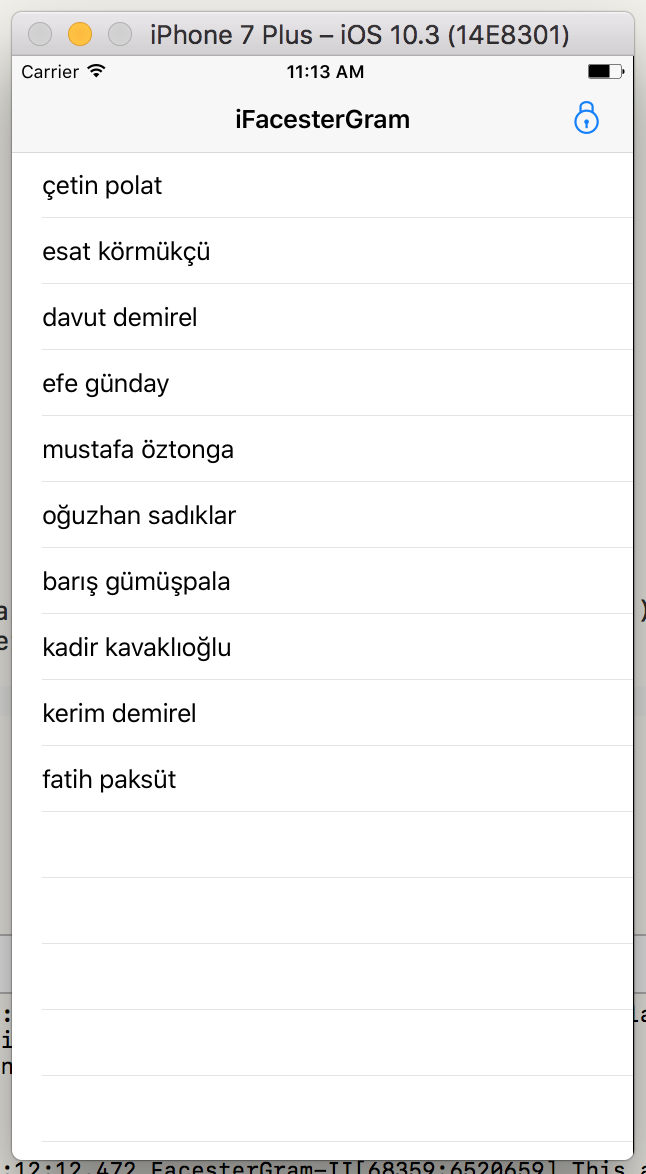 iPhone 7 Plus – iOS 10.3 (14E8301)
Carrier 11:13 AM
iFacesterGram
çetin polat
esat körmükçü
davut demirel
efe günday
mustafa öztonga
oğuzhan sadıklar
barış gümüşpala
kadir kavaklıoğlu
kerim demirel
fatih paksüt
:12:12.472 FacesterGram-II[68359:6520659] This a